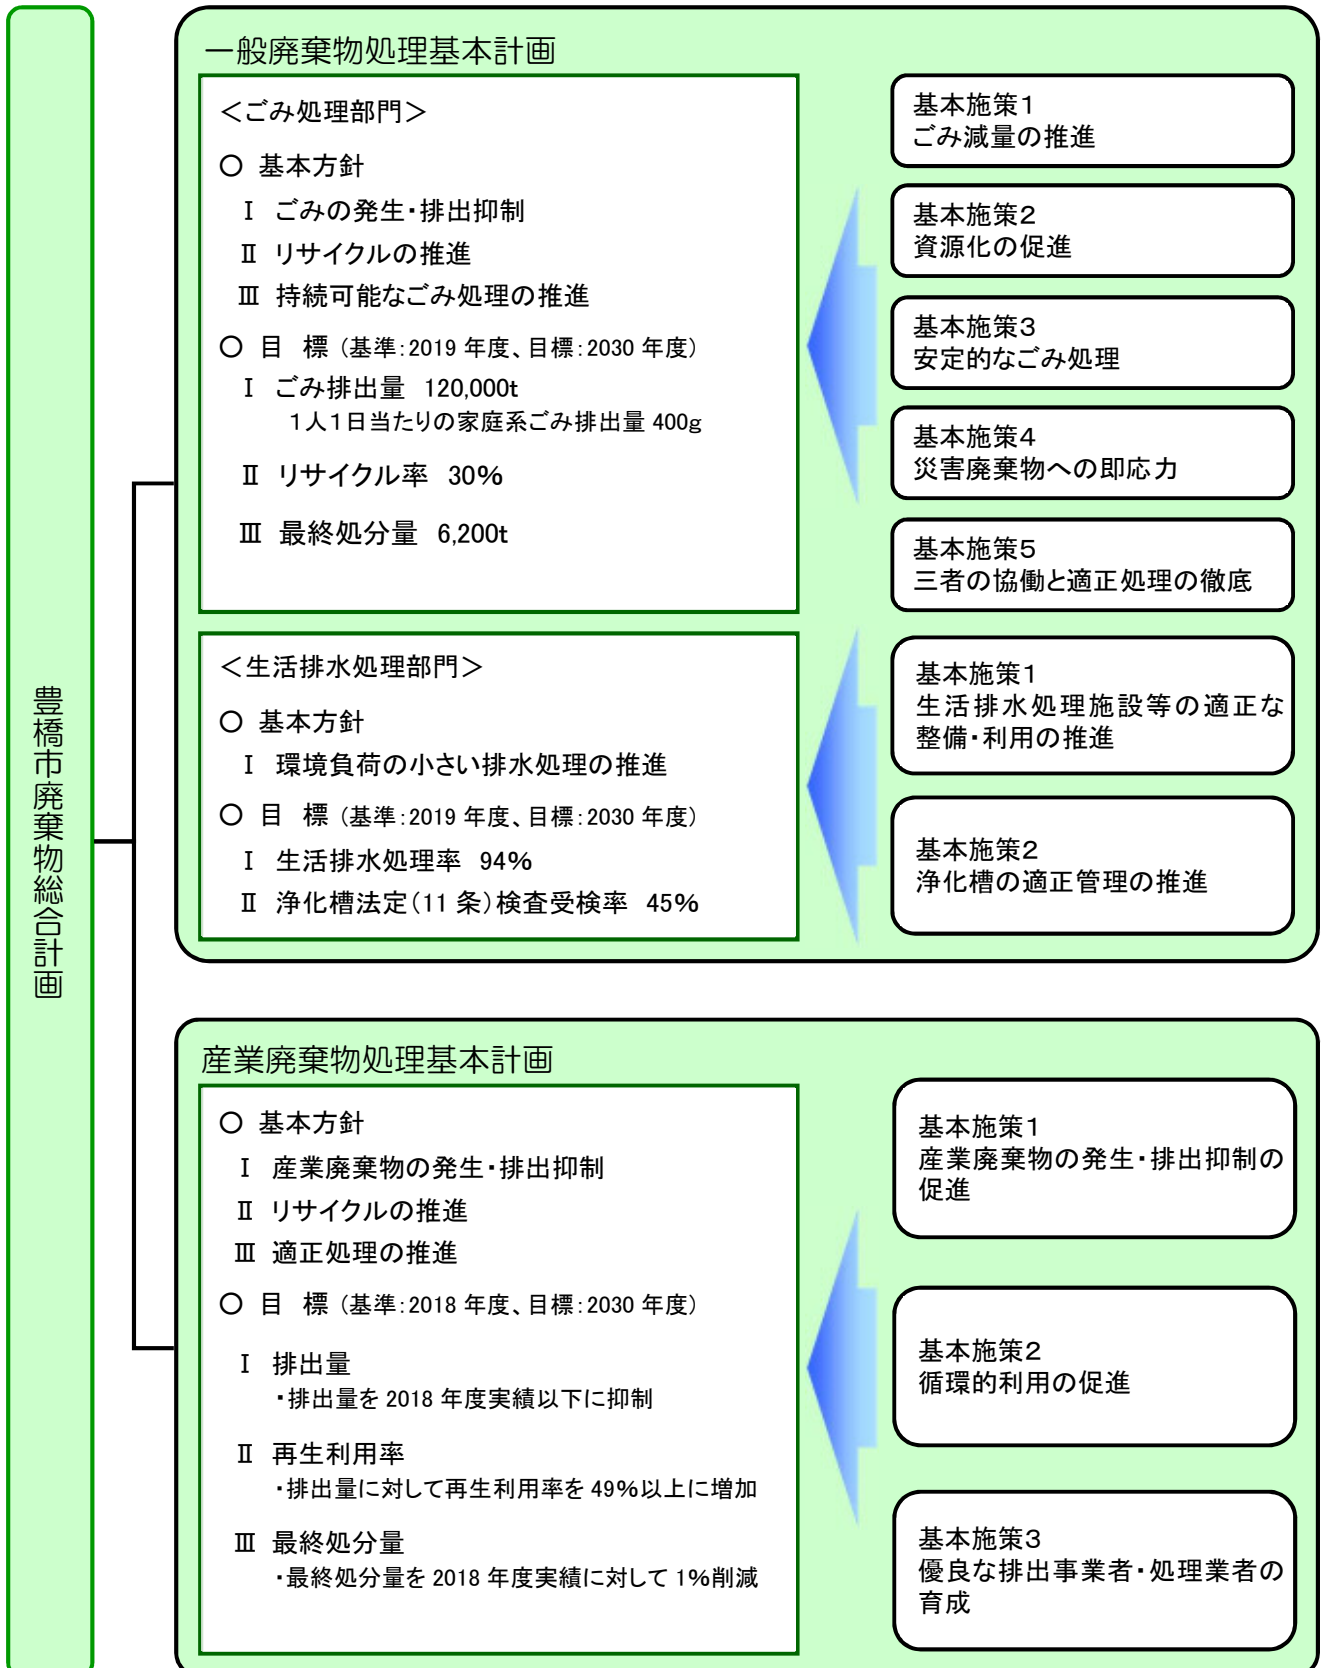 豊橋市廃棄物総合計画
一般廃棄物処理基本計画
＜ごみ処理部門＞
○ 基本方針
Ⅰ ごみの発生・排出抑制
Ⅱ リサイクルの推進
Ⅲ 持続可能なごみ処理の推進
○ 目 標（基準：2019 年度、目標：2030 年度）
Ⅰ ごみ排出量 120,000t
１人１日当たりの家庭系ごみ排出量 400g
Ⅱ リサイクル率 30%
Ⅲ 最終処分量 6,200t
基本施策１
ごみ減量の推進
基本施策２
資源化の促進
基本施策３
安定的なごみ処理
基本施策４
災害廃棄物への即応力
基本施策５
三者の協働と適正処理の徹底
＜生活排水処理部門＞
○ 基本方針
Ⅰ 環境負荷の小さい排水処理の推進
○ 目 標（基準：2019 年度、目標：2030 年度）
Ⅰ 生活排水処理率 94%
Ⅱ 浄化槽法定（11 条）検査受検率 45%
基本施策１
生活排水処理施設等の適正な
整備・利用の推進
基本施策２
浄化槽の適正管理の推進
産業廃棄物処理基本計画
○ 基本方針
Ⅰ 産業廃棄物の発生・排出抑制
Ⅱ リサイクルの推進
Ⅲ 適正処理の推進
○ 目 標（基準：2018 年度、目標：2030 年度）
Ⅰ 排出量
・排出量を 2018 年度実績以下に抑制
Ⅱ 再生利用率
・排出量に対して再生利用率を 49%以上に増加
Ⅲ 最終処分量
・最終処分量を 2018 年度実績に対して 1%削減
基本施策１
産業廃棄物の発生・排出抑制の
促進
基本施策２
循環的利用の促進
基本施策３
優良な排出事業者・処理業者の
育成